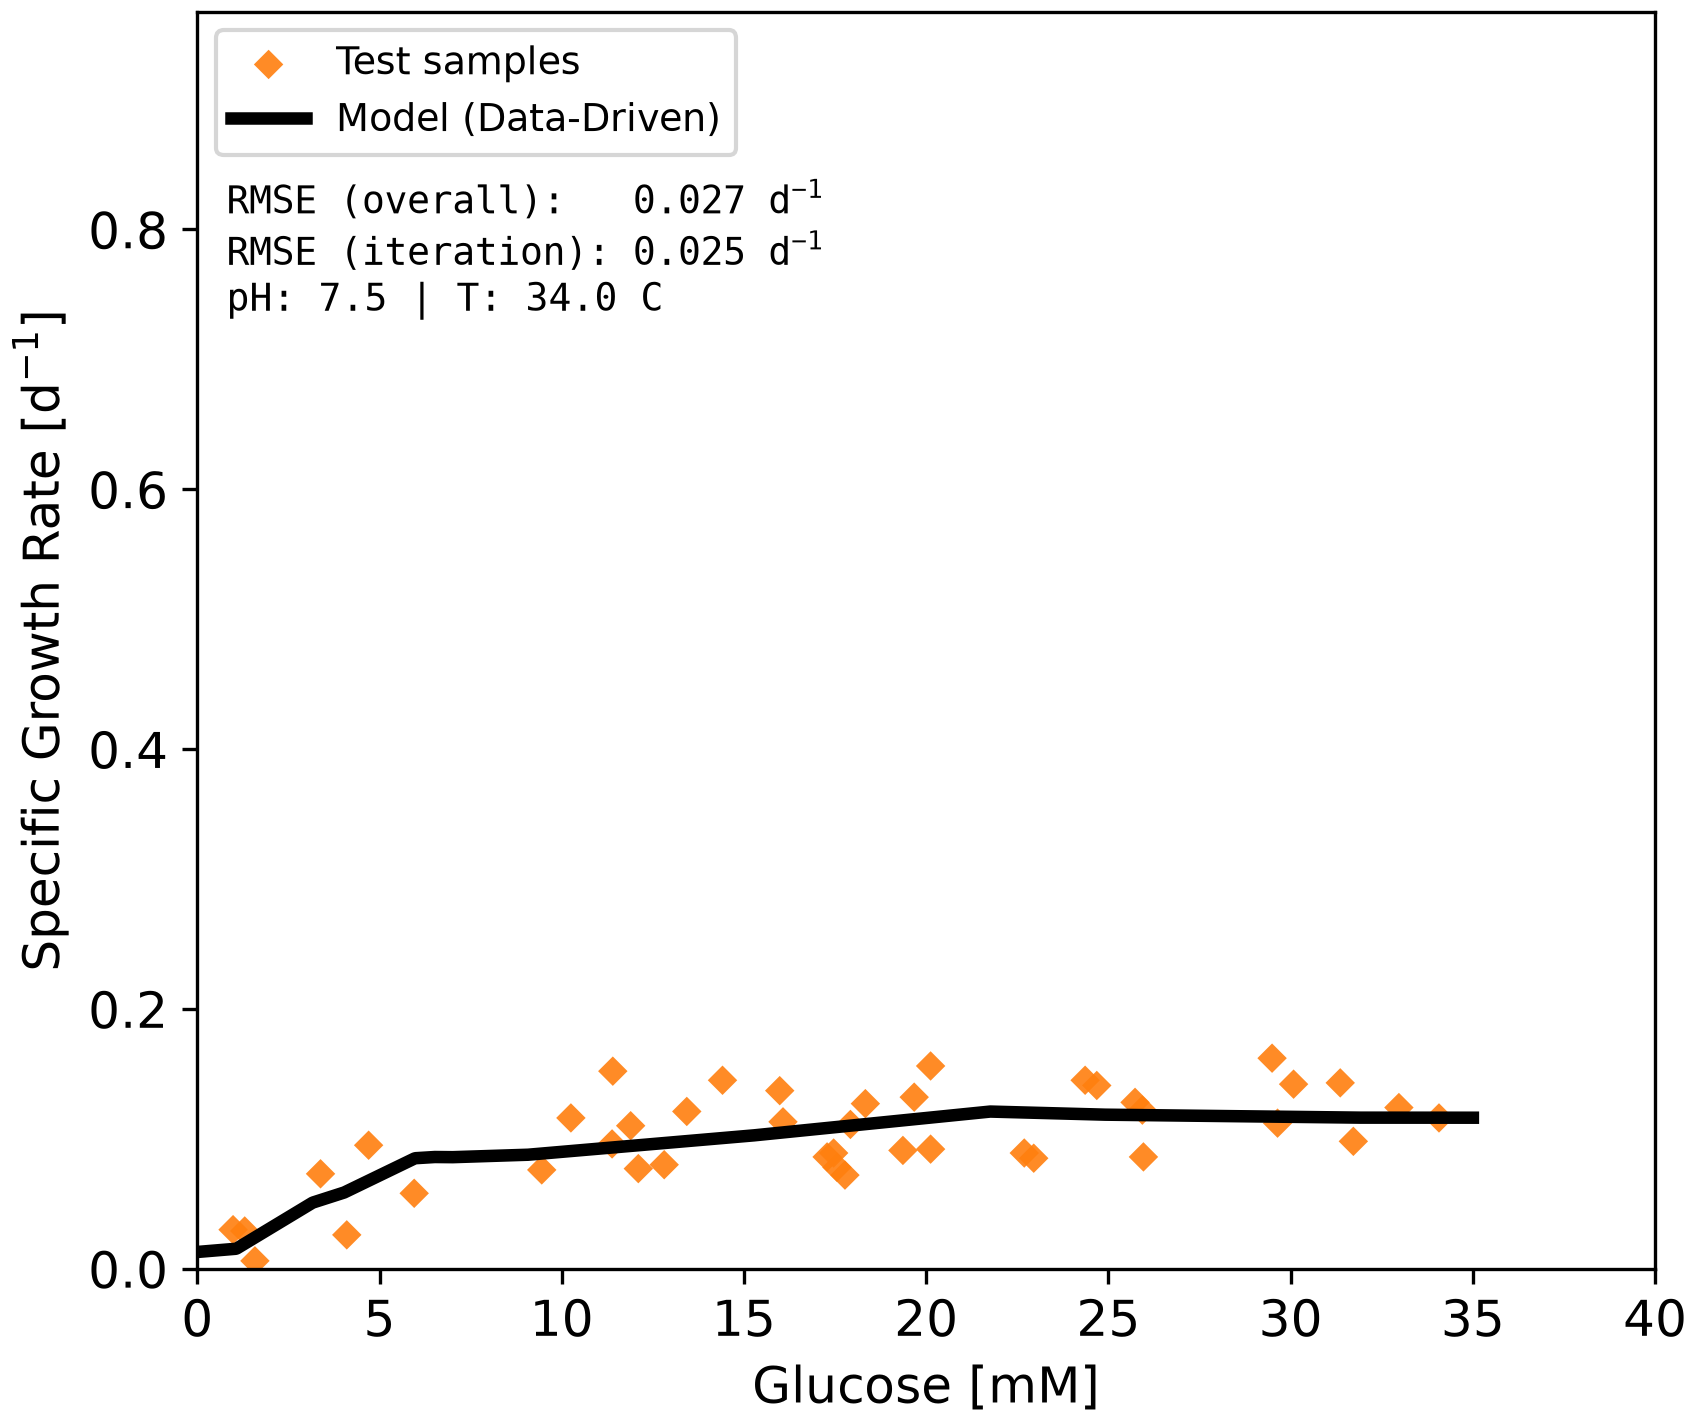 Test samples
Model (Data-Driven)
RMSE (overall):   0.027 d⁻¹
RMSE (iteration): 0.025 d⁻¹
pH: 7.5 | T: 34.0 C
Specific Growth Rate [d⁻¹]
0.8
0.6
0.4
0.2
0.0
0 5 10 15 20 25 30 35 40
Glucose [mM]